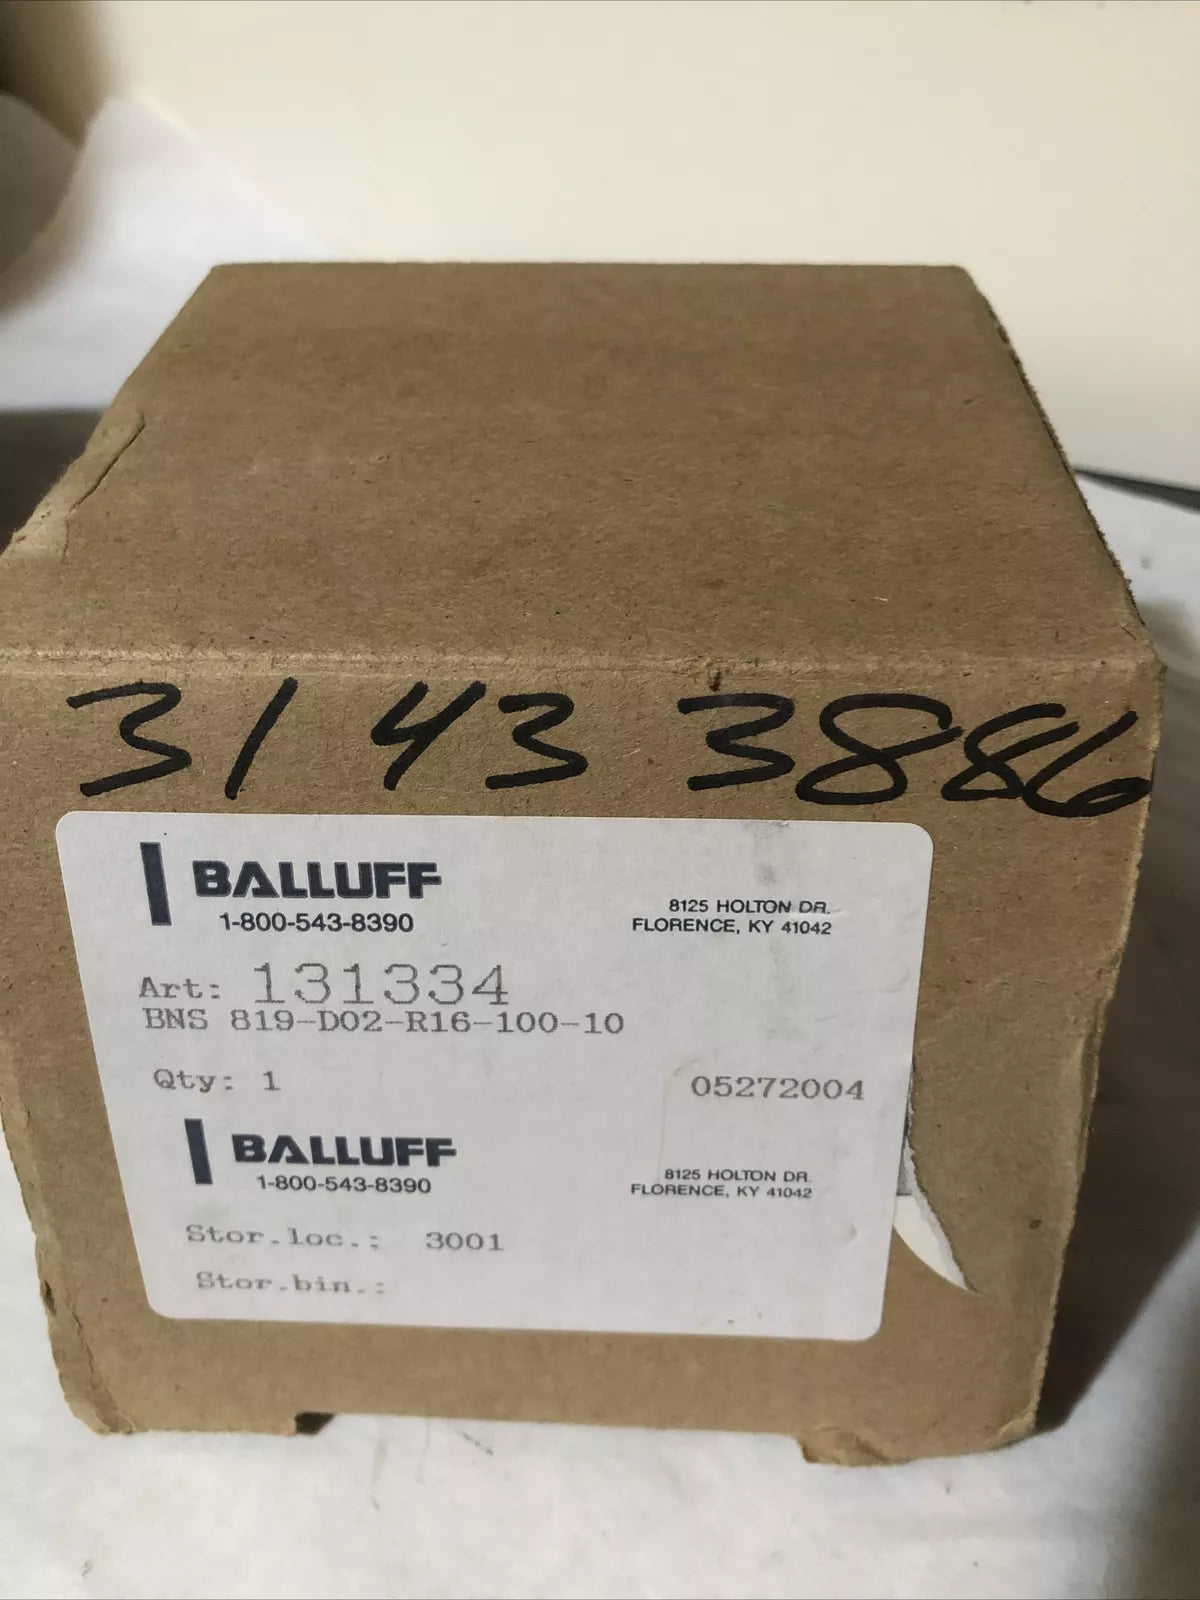 31 43 3886
BALLUFF
1-800-543-8390
8125 HOLTON DR.
FLORENCE, KY 41042
Art: 131334
BNS 819-D02-R16-100-10
Qty: 1 05272004
BALLUFF
1-800-543-8390
8125 HOLTON DR.
FLORENCE, KY 41042
Stor.loc.: 3001
Stor.bin.: